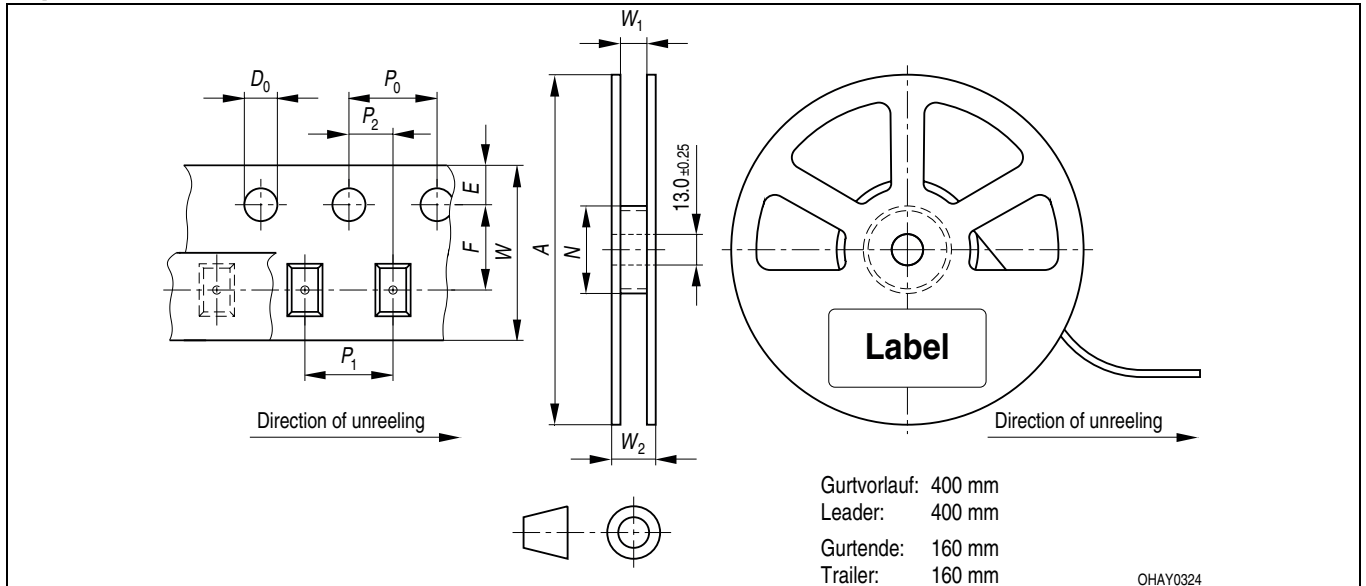 W1
D0
P0
P2
E
F
W
A
N
13.0 ±0.25
P1
Label
Direction of unreeling
W2
Direction of unreeling
Gurtvorlauf: 400 mm
Leader: 400 mm
Gurtende: 160 mm
Trailer: 160 mm
OHAY0324